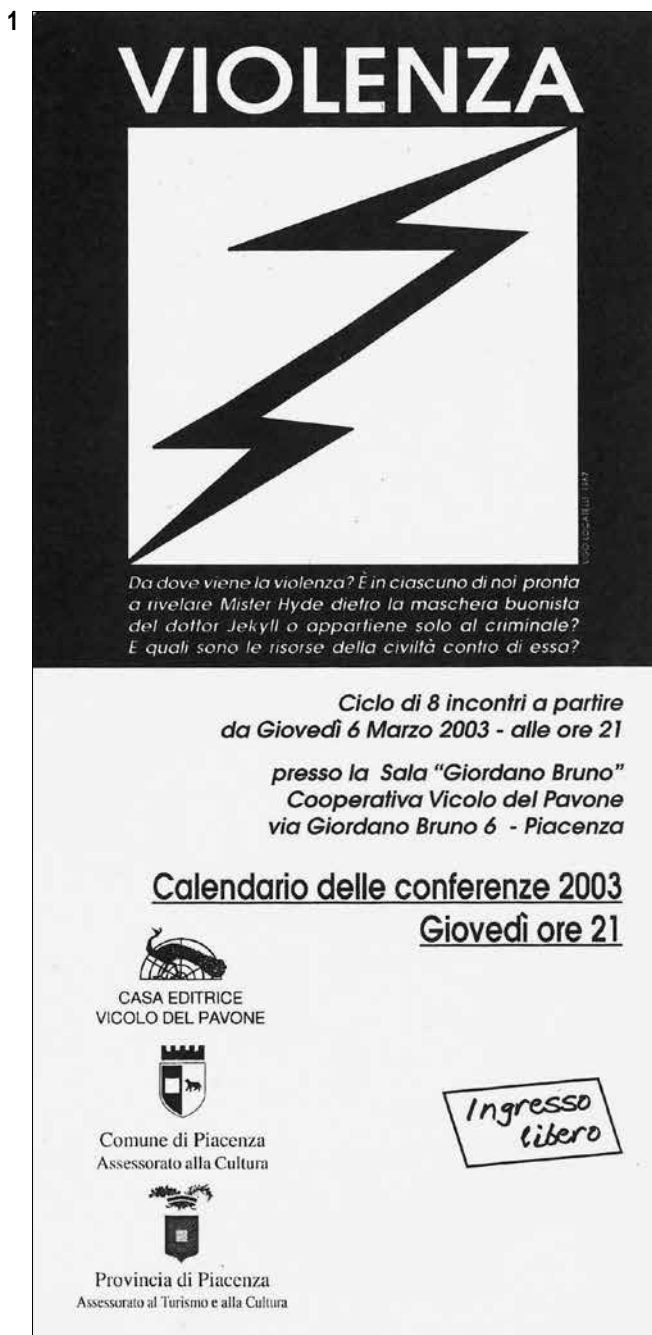 1
VIOLENZA
UGO LOCATELLI
Da dove viene la violenza? È in ciascuno di noi pronta
a rivelare Mister Hyde dietro la maschera buonista
del dottor Jekyll o appartiene solo al criminale?
E quali sono le risorse della civiltà contro di essa?
Ciclo di 8 incontri a partire
da Giovedì 6 Marzo 2003 - alle ore 21
presso la Sala “Giordano Bruno”
Cooperativa Vicolo del Pavone
via Giordano Bruno 6 - Piacenza
Calendario delle conferenze 2003
Giovedì ore 21
CASA EDITRICE
VICOLO DEL PAVONE
Comune di Piacenza
Assessorato alla Cultura
Ingresso
libero
Provincia di Piacenza
Assessorato al Turismo e alla Cultura